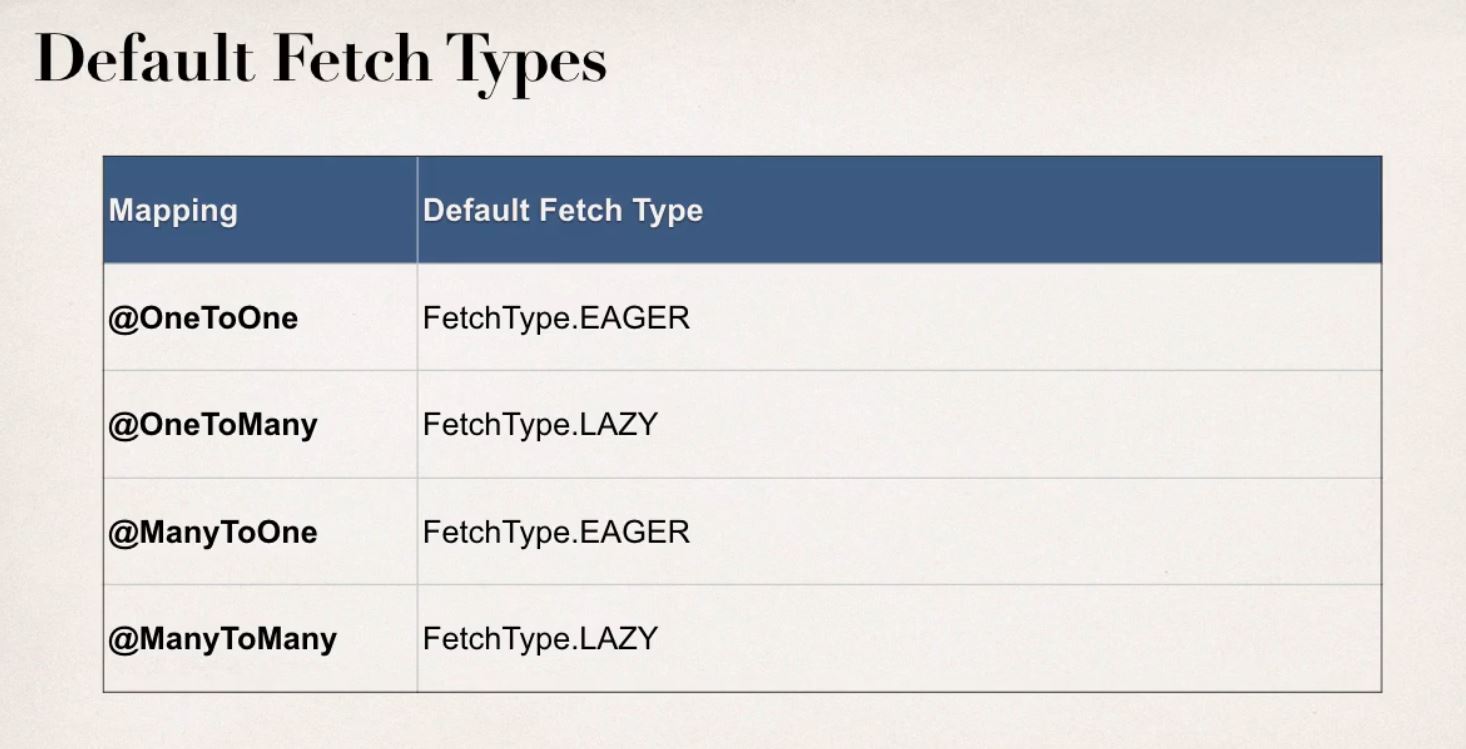 Default Fetch Types
Mapping Default Fetch Type
@OneToOne FetchType.EAGER
@OneToMany FetchType.LAZY
@ManyToOne FetchType.EAGER
@ManyToMany FetchType.LAZY